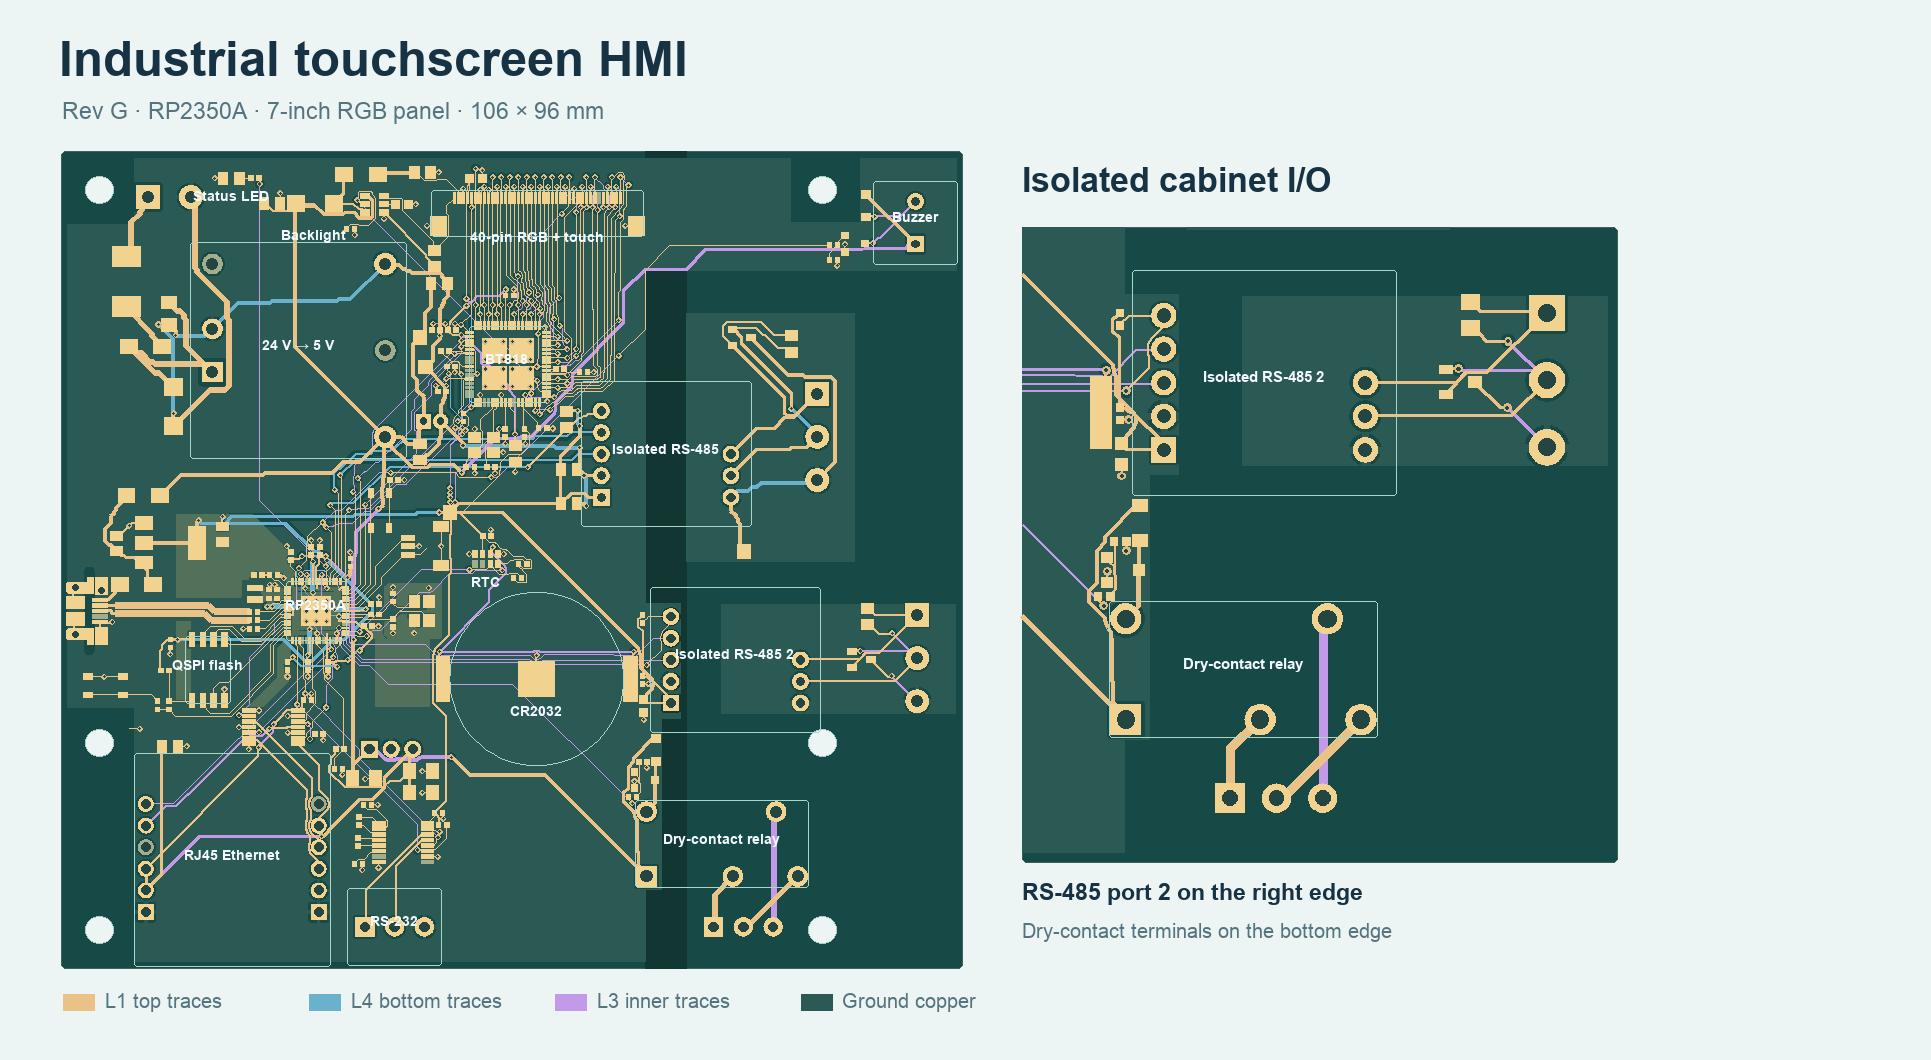 Industrial touchscreen HMI
Rev G · RP2350A · 7-inch RGB panel · 106 × 96 mm
Status LED
Backlight
40-pin RGB + touch
Buzzer
24 V → 5 V
BT818
Isolated RS-485
RTC
RP2350A
QSPI flash
Isolated RS-485 2
CR2032
Dry-contact relay
RJ45 Ethernet
RS-232
L1 top traces
L4 bottom traces
L3 inner traces
Ground copper
Isolated cabinet I/O
Isolated RS-485 2
Dry-contact relay
RS-485 port 2 on the right edge
Dry-contact terminals on the bottom edge